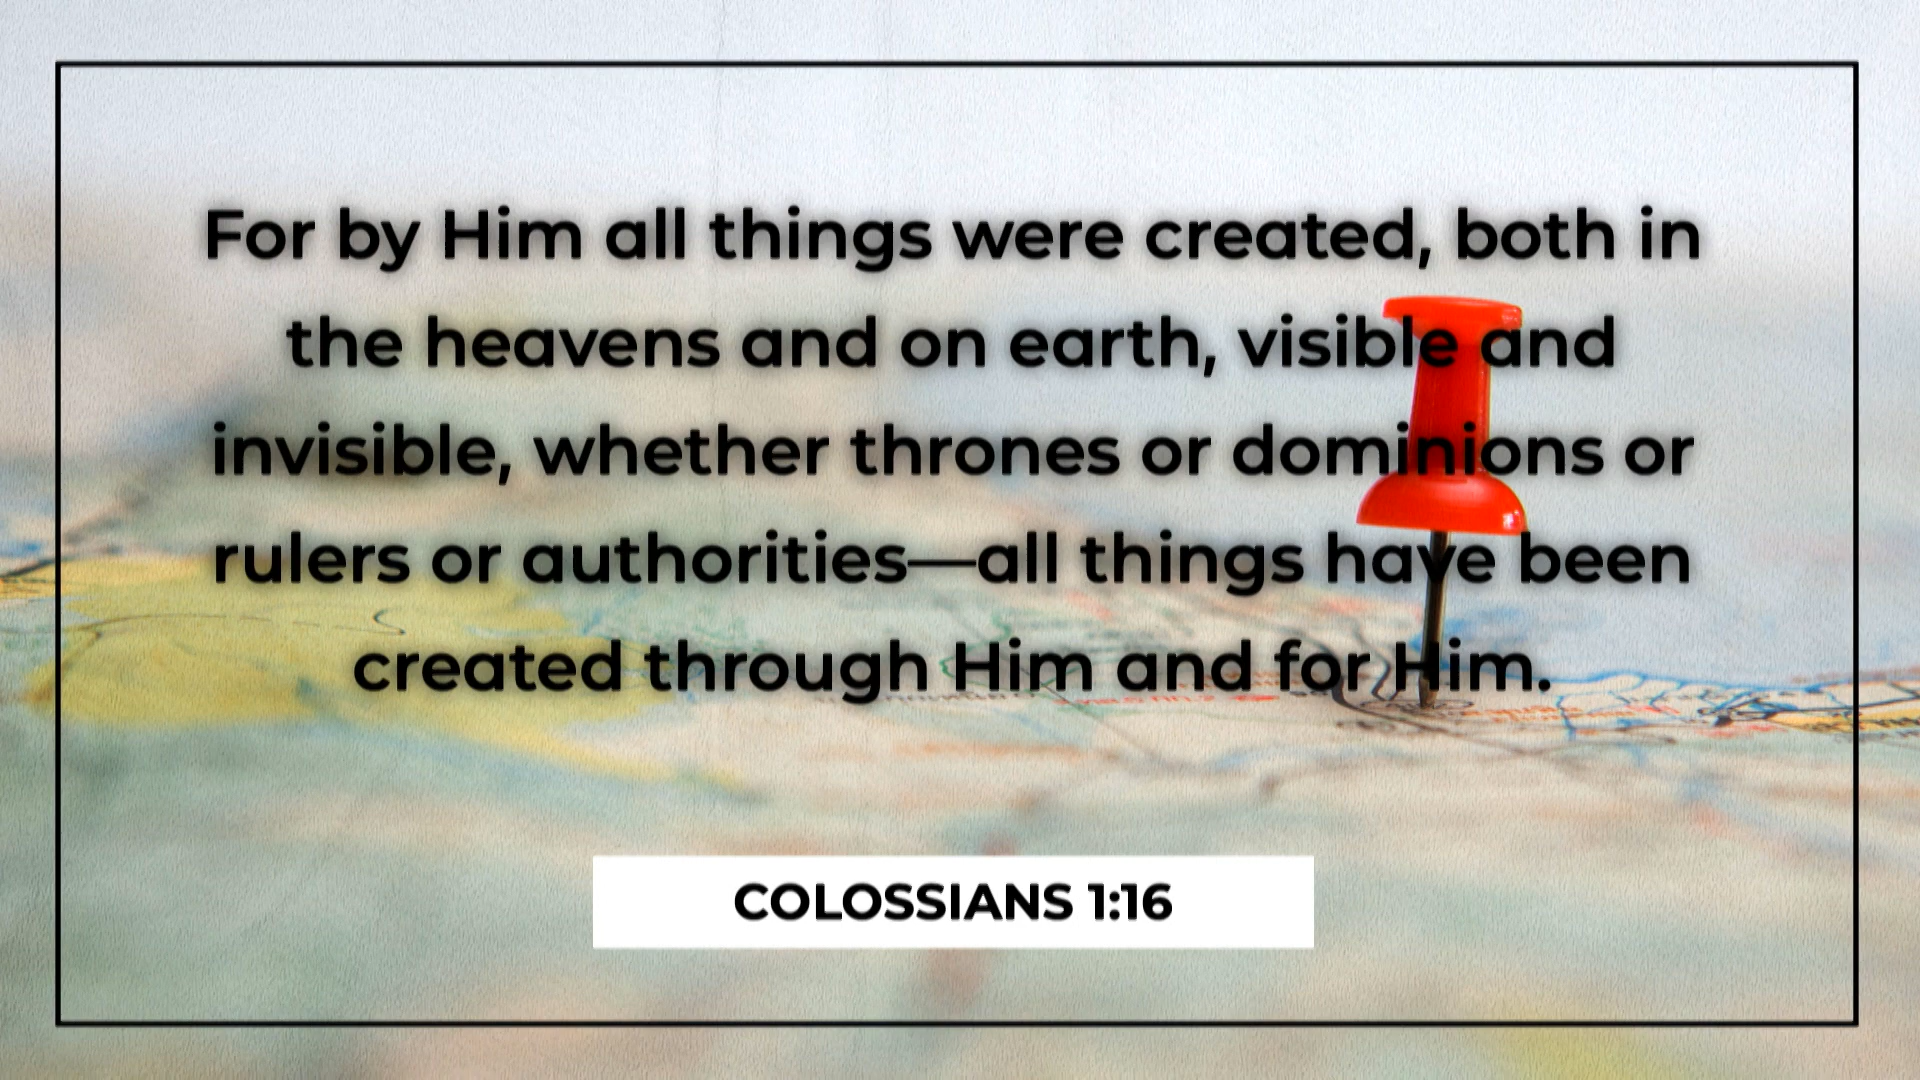 For by Him all things were created, both in
the heavens and on earth, visible and
invisible, whether thrones or dominions or
rulers or authorities—all things have been
created through Him and for Him.
COLOSSIANS 1:16